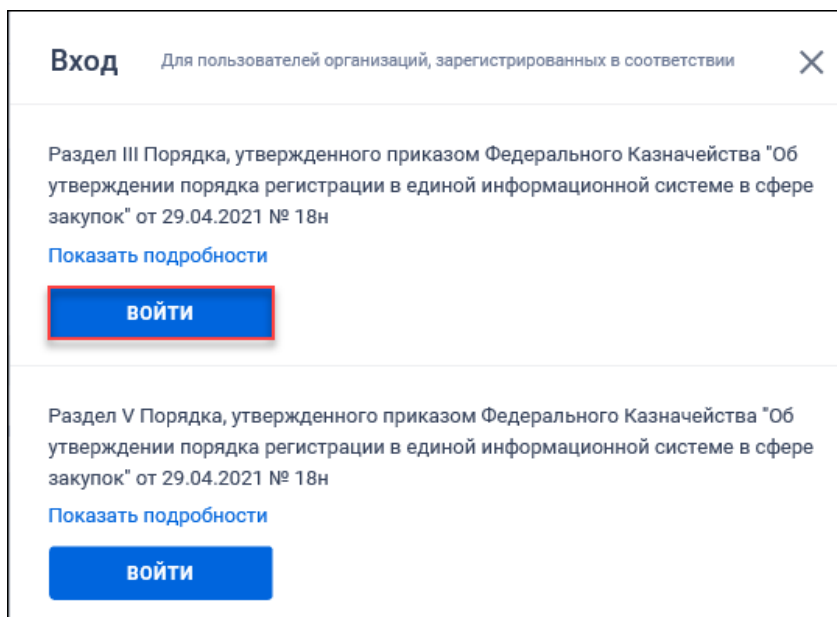 Вход Для пользователей организаций, зарегистрированных в соответствии
Раздел III Порядка, утвержденного приказом Федерального Казначейства "Об
утверждении порядка регистрации в единой информационной системе в сфере
закупок" от 29.04.2021 № 18н
Показать подробности
ВОЙТИ
Раздел V Порядка, утвержденного приказом Федерального Казначейства "Об
утверждении порядка регистрации в единой информационной системе в сфере
закупок" от 29.04.2021 № 18н
Показать подробности
ВОЙТИ